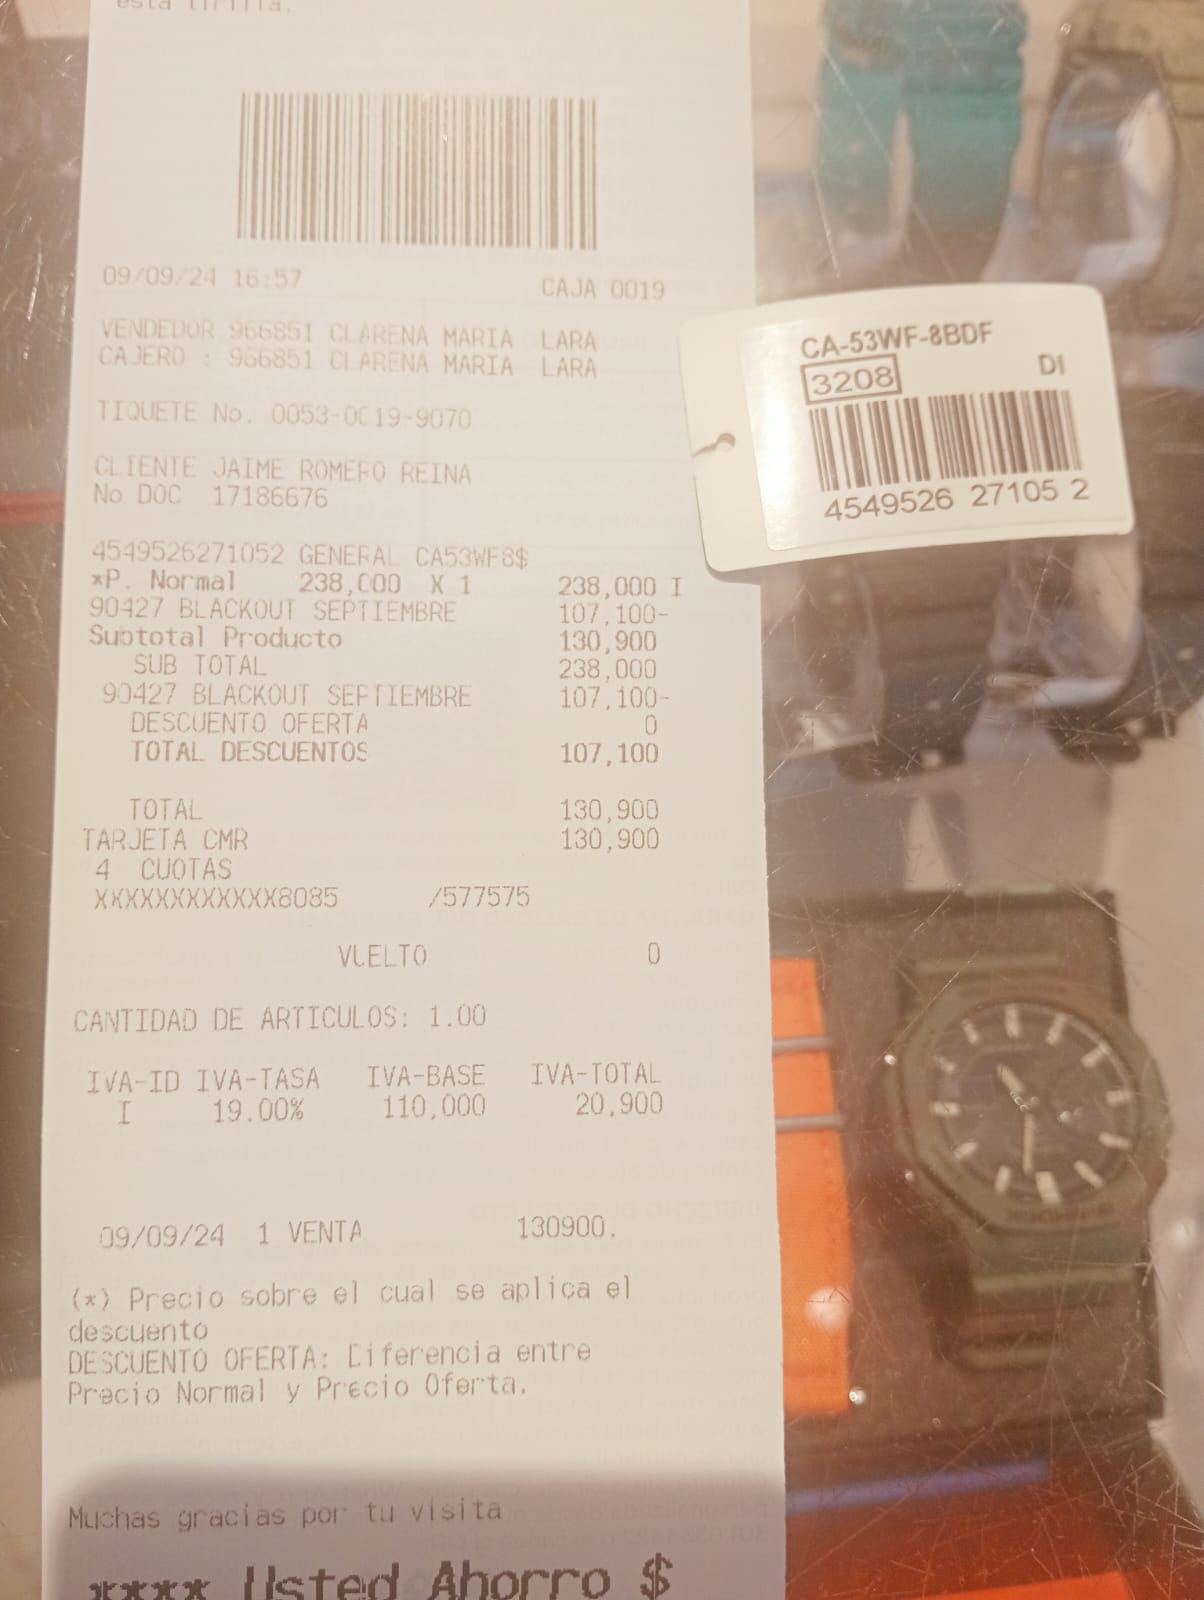 esta tirilla.
09/09/24 16:57 CAJA 0019
VENDEDOR 966851 CLARENA MARIA LARA
CAJERO : 966851 CLARENA MARIA LARA
TIQUETE No. 0053-0019-9070
CLIENTE JAIME ROMERO REINA
No DOC 17186676
4549526271052 GENERAL CA53WF8$
*P. Normal 238,000 X 1 238,000 I
90427 BLACKOUT SEPTIEMBRE 107,100-
Subtotal Producto 130,900
SUB TOTAL 238,000
90427 BLACKOUT SEPTIEMBRE 107,100-
DESCUENTO OFERTA 0
TOTAL DESCUENTOS 107,100
TOTAL 130,900
TARJETA CMR 130,900
4 CUOTAS
XXXXXXXXXXXX8085 /577575
VUELTO 0
CANTIDAD DE ARTICULOS: 1.00
IVA-ID IVA-TASA IVA-BASE IVA-TOTAL
I 19.00% 110,000 20,900
09/09/24 1 VENTA 130900.
(*) Precio sobre el cual se aplica el
descuento
DESCUENTO OFERTA: Diferencia entre
Precio Normal y Precio Oferta.
Muchas gracias por tu visita
**** Usted Ahorro $
CA-53WF-8BDF
3208 DI
4549526 27105 2